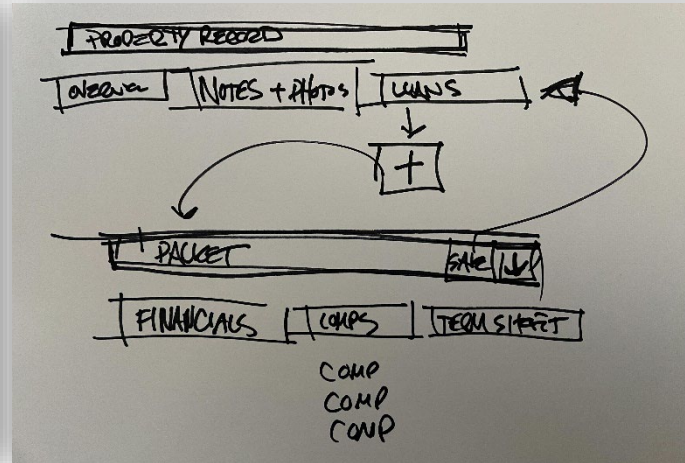 PROPERTY RECORD
OVERVIEW NOTES + PHOTOS LOANS
+
PACKET SAVE
FINANCIALS COMPS TERM SHEET
COMP
COMP
COMP